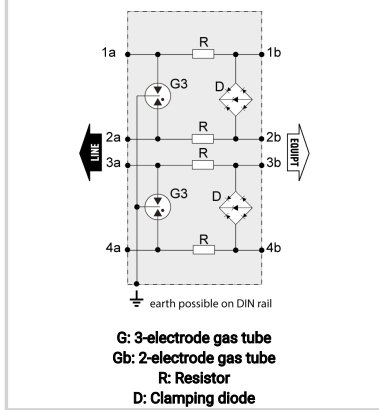 R
1a
1b
G3
D
R
2a
2b
LINE
EQUIPT
3a
R
3b
G3
D
R
4a
4b
earth possible on DIN rail
G: 3-electrode gas tube
Gb: 2-electrode gas tube
R: Resistor
D: Clamping diode